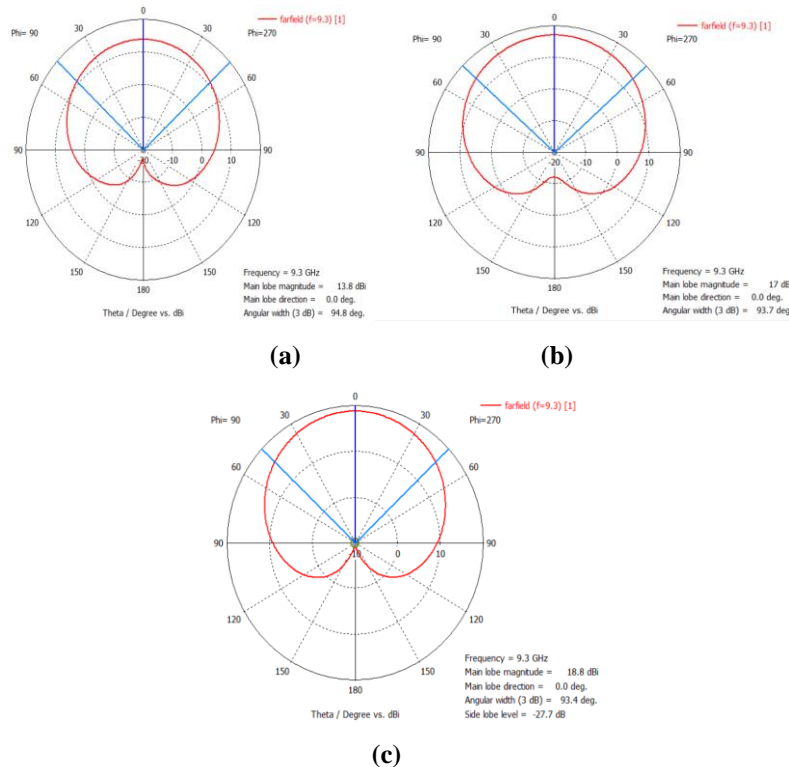 0
farfield (f=9.3) [1]
Phi= 90
30
30
Phi=270
60
60
90
-20
-10
0
10
90
120
120
150
150
180
Frequency = 9.3 GHz
Main lobe magnitude = 13.8 dBi
Main lobe direction = 0.0 deg.
Angular width (3 dB) = 94.8 deg.
Theta / Degree vs. dBi
(a)
0
farfield (f=9.3) [1]
Phi= 90
30
30
Phi=270
60
60
90
-20
-10
0
10
90
120
120
150
150
180
Frequency = 9.3 GHz
Main lobe magnitude = 17 dB
Main lobe direction = 0.0 deg.
Angular width (3 dB) = 93.7 deg.
Theta / Degree vs. dBi
(b)
0
farfield (f=9.3) [1]
Phi= 90
30
30
Phi=270
60
60
90
-10
0
10
90
120
120
150
150
180
Frequency = 9.3 GHz
Main lobe magnitude = 18.8 dBi
Main lobe direction = 0.0 deg.
Angular width (3 dB) = 93.4 deg.
Side lobe level = -27.7 dB
Theta / Degree vs. dBi
(c)